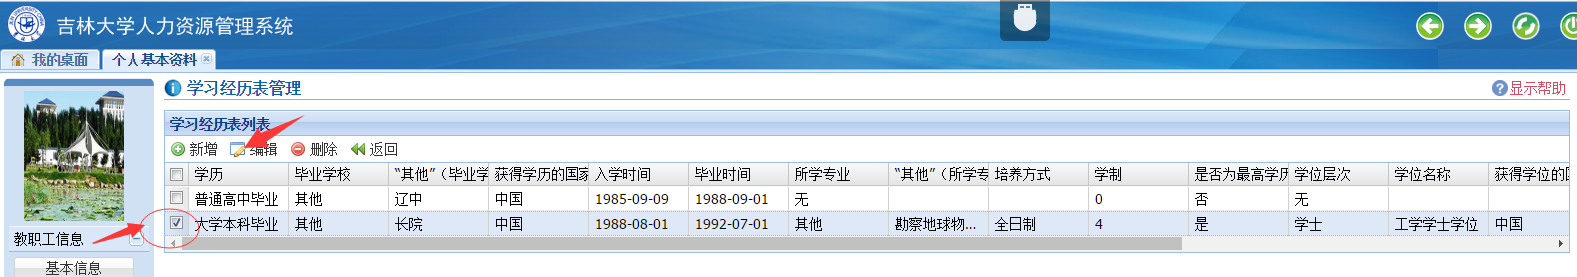 吉林大学人力资源管理系统
我的桌面 个人基本资料
学习经历表管理 显示帮助
学习经历表列表
新增 编辑 删除 返回
学历 毕业学校 “其他”（毕业学 获得学历的国家 入学时间 毕业时间 所学专业 “其他”（所学专 培养方式 学制 是否为最高学历 学位层次 学位名称 获得学位的国
普通高中毕业 其他 辽中 中国 1985-09-09 1988-09-01 无 0 否 无
大学本科毕业 其他 长院 中国 1988-08-01 1992-07-01 其他 勘察地球物... 全日制 4 是 学士 工学学士学位 中国
教职工信息
基本信息